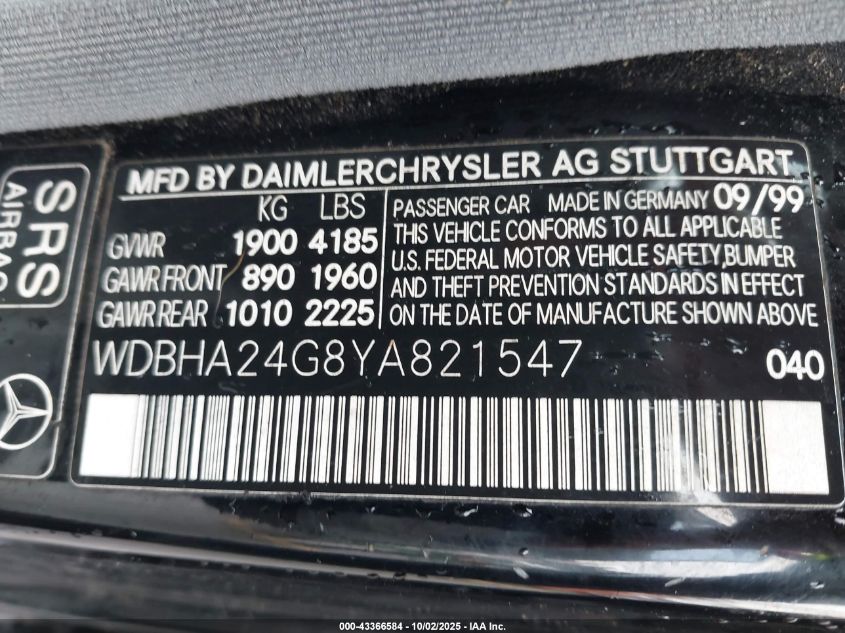 MFD BY DAIMLERCHRYSLER AG STUTTGART
KG LBS
GVWR 1900 4185
GAWR FRONT 890 1960
GAWR REAR 1010 2225
PASSENGER CAR MADE IN GERMANY 09/99
THIS VEHICLE CONFORMS TO ALL APPLICABLE
U.S. FEDERAL MOTOR VEHICLE SAFETY, BUMPER
AND THEFT PREVENTION STANDARDS IN EFFECT
ON THE DATE OF MANUFACTURE SHOWN ABOVE
WDBHA24G8YA821547 040
SRS
AIRBAG
000-43366584 - 10/02/2025 - IAA Inc.